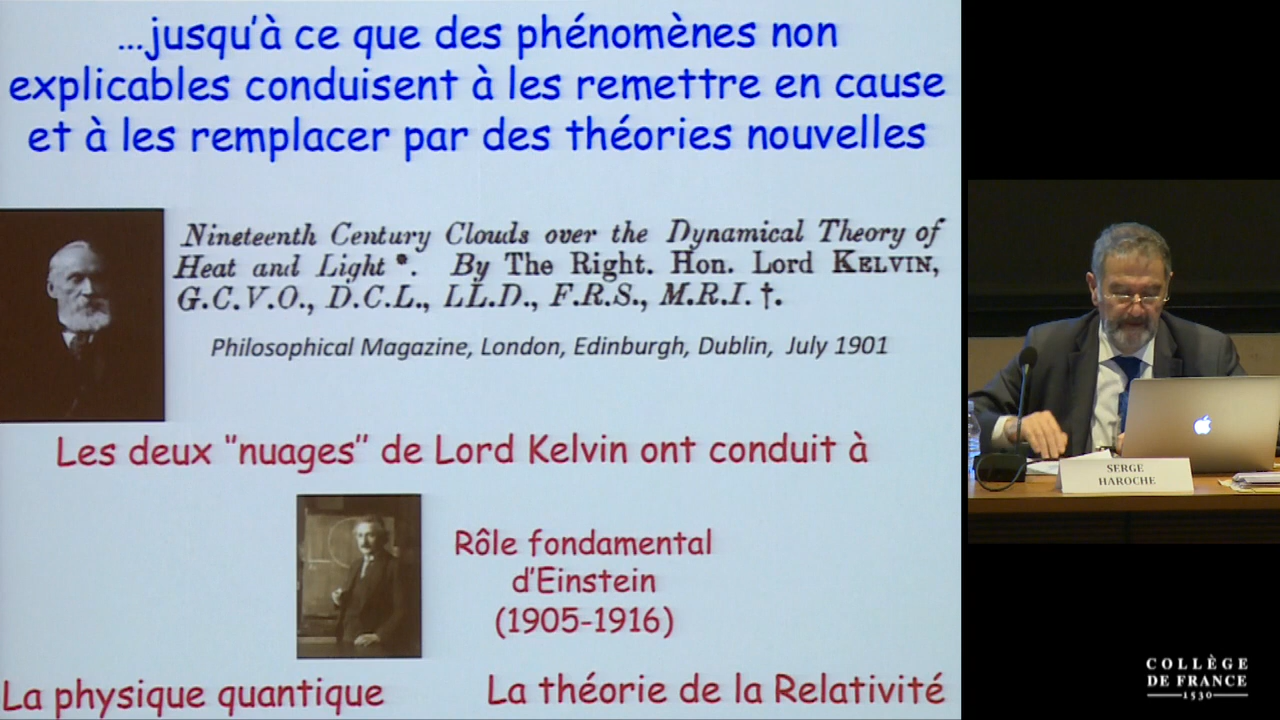 ...jusqu'à ce que des phénomènes non
explicables conduisent à les remettre en cause
et à les remplacer par des théories nouvelles
Nineteenth Century Clouds over the Dynamical Theory of
Heat and Light *. By The Right. Hon. Lord KELVIN,
G.C.V.O., D.C.L., LL.D., F.R.S., M.R.I. †.
Philosophical Magazine, London, Edinburgh, Dublin, July 1901
Les deux "nuages" de Lord Kelvin ont conduit à
Rôle fondamental
d'Einstein
(1905-1916)
La physique quantique
La théorie de la Relativité
SERGE
HAROCHE
COLLÈGE
DE FRANCE
1530